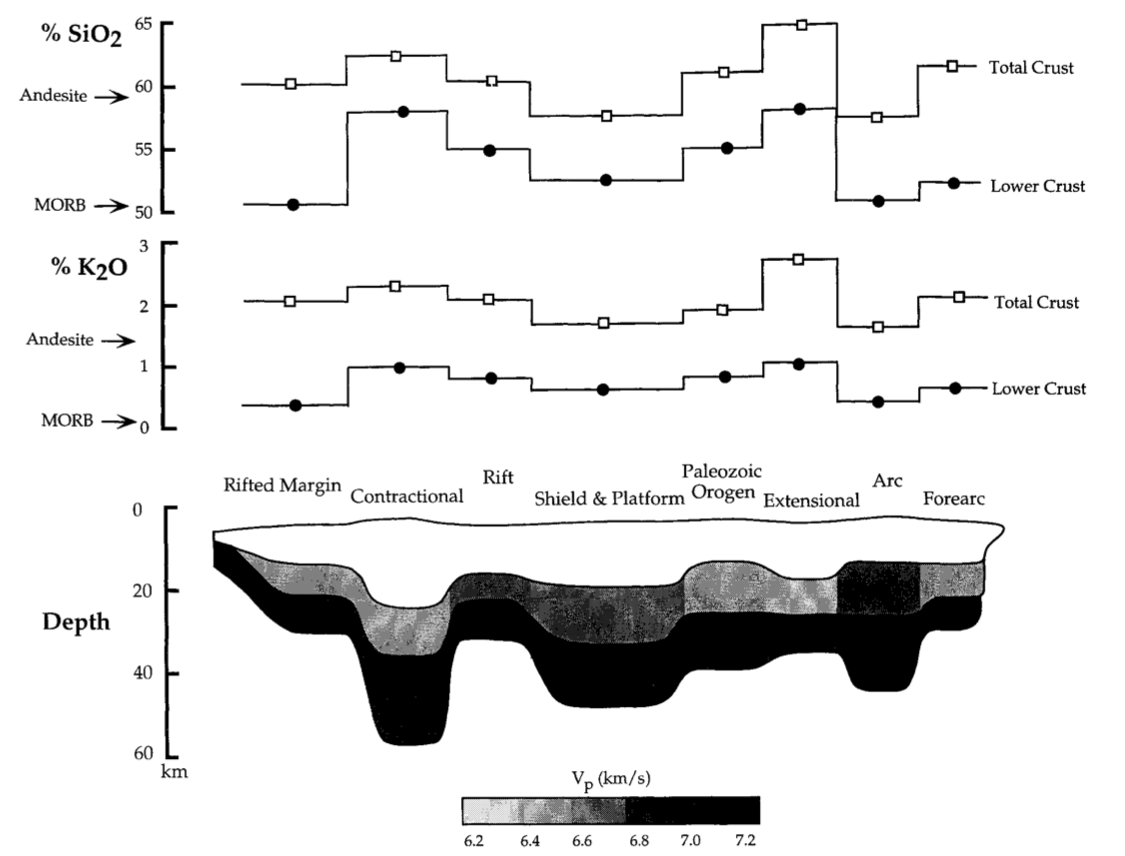 % SiO2
65
60
55
50
Andesite
MORB
Total Crust
Lower Crust
% K2O
3
2
1
0
Andesite
MORB
Total Crust
Lower Crust
Rifted Margin
Contractional
Rift
Shield & Platform
Paleozoic
Orogen
Extensional
Arc
Forearc
Depth
0
20
40
60
km
Vp (km/s)
6.2 6.4 6.6 6.8 7.0 7.2